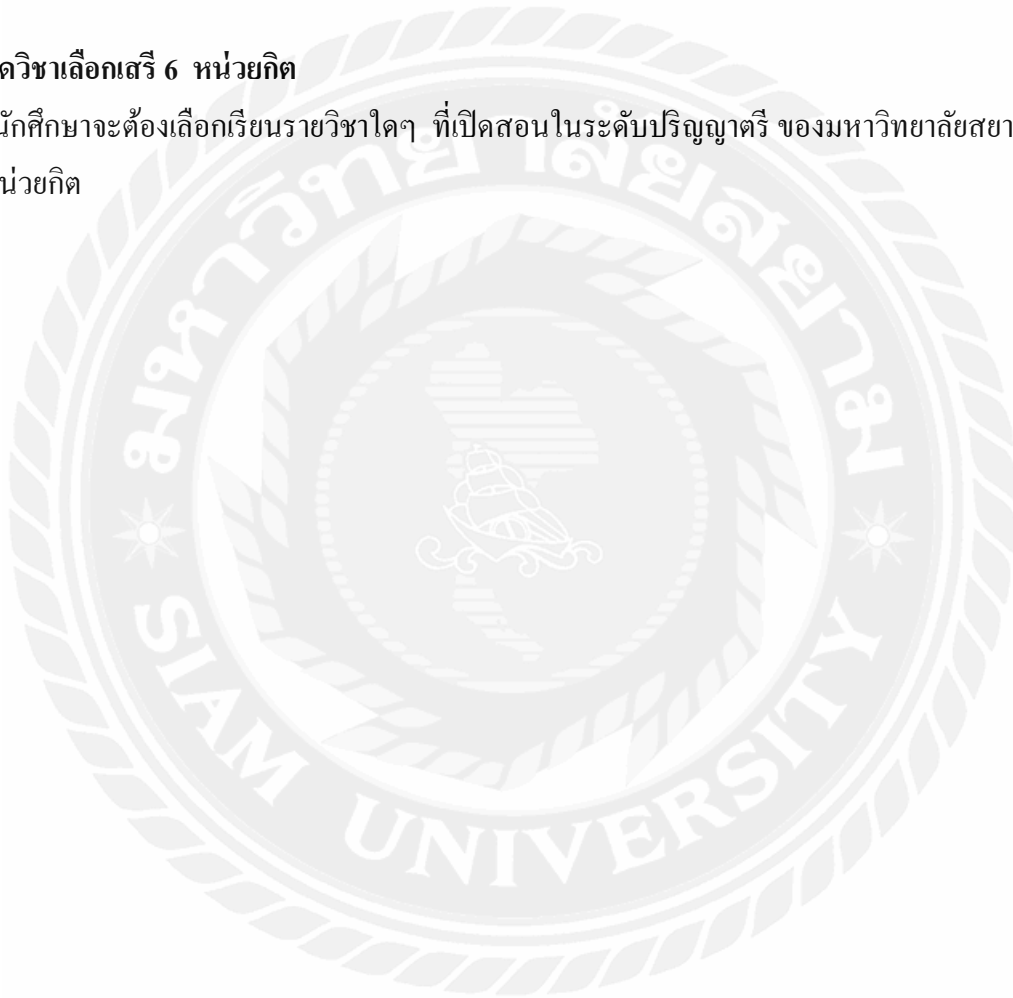 ดวิชาเลือกเสรี 6 หน่วยกิต
นักศึกษาจะต้องเลือกเรียนรายวิชาใดๆ ที่เปิดสอนในระดับปริญญาตรี ของมหาวิทยาลัยสยา
น่วยกิต
มหาวิทยาลัยสยาม
SIAM UNIVERSITY